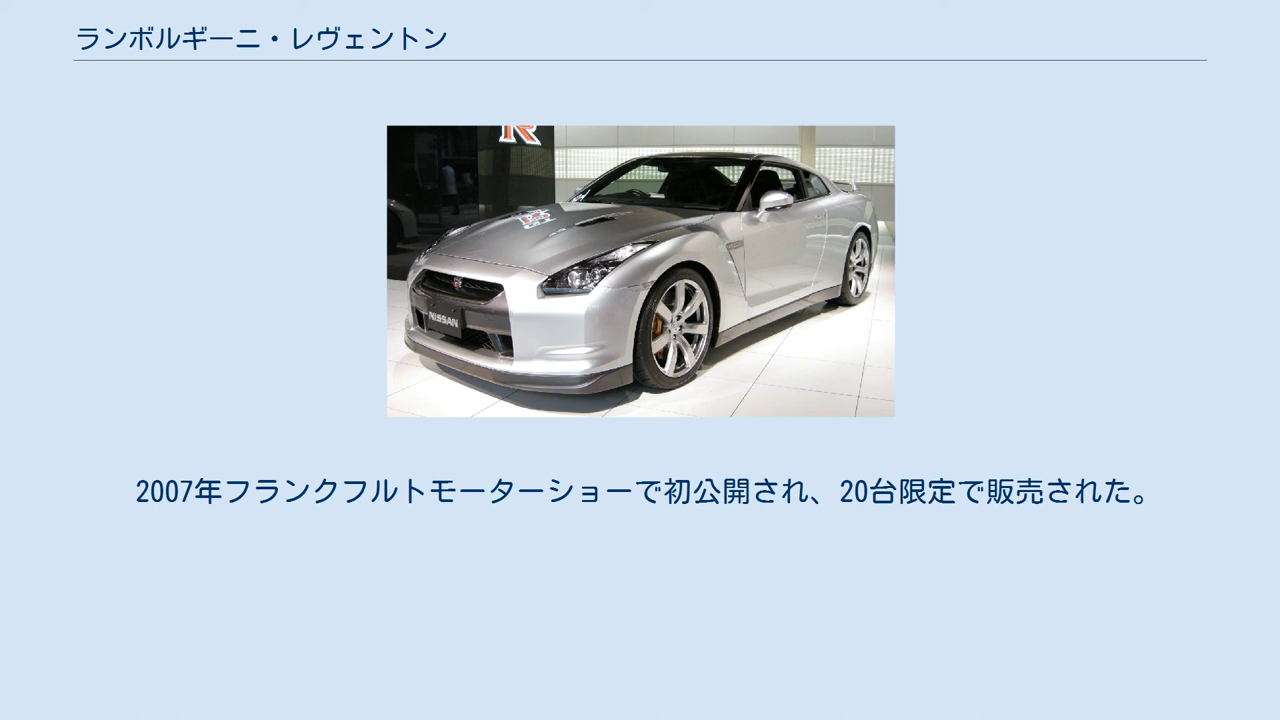 ランボルギーニ・レヴェントン
R
NISSAN
2007年フランクフルトモーターショーで初公開され、20台限定で販売された。